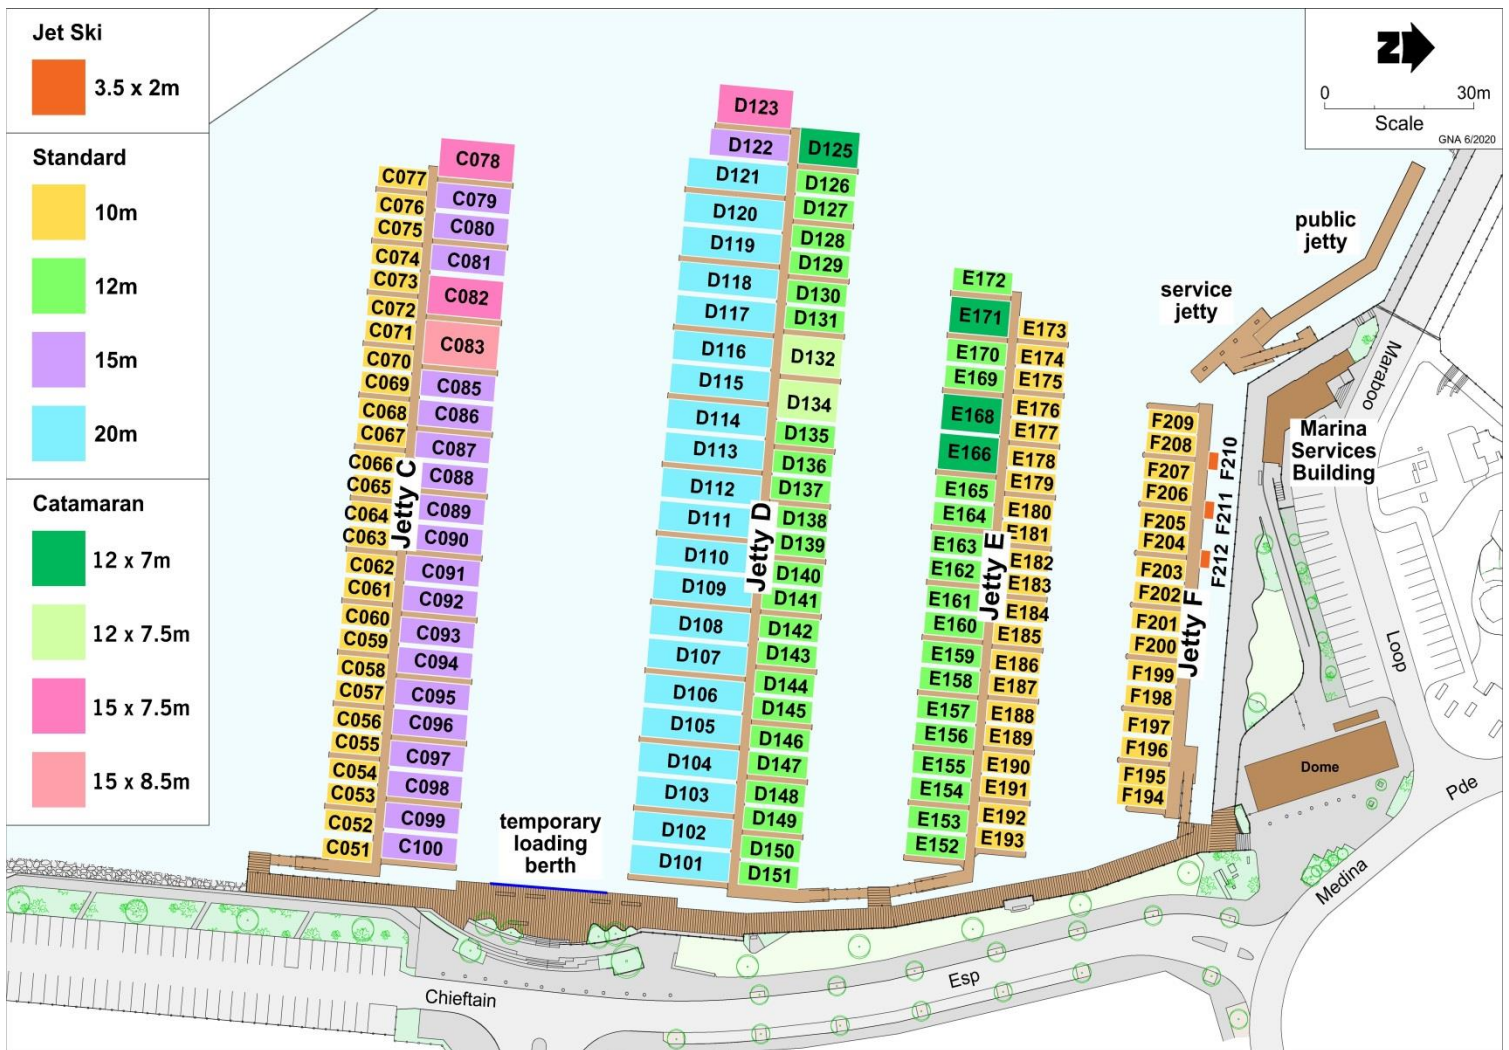 Jet Ski
3.5 x 2m
Standard
10m
12m
15m
20m
Catamaran
12 x 7m
12 x 7.5m
15 x 7.5m
15 x 8.5m
C077
C076
C075
C074
C073
C072
C071
C070
C069
C068
C067
C066
C065
C064
C063
C062
C061
C060
C059
C058
C057
C056
C055
C054
C053
C052
C051
Jetty C
C078
C079
C080
C081
C082
C083
C085
C086
C087
C088
C089
C090
C091
C092
C093
C094
C095
C096
C097
C098
C099
C100
temporary
loading
berth
D123
D122
D121
D120
D119
D118
D117
D116
D115
D114
D113
D112
D111
D110
D109
D108
D107
D106
D105
D104
D103
D102
D101
Jetty D
D125
D126
D127
D128
D129
D130
D131
D132
D134
D135
D136
D137
D138
D139
D140
D141
D142
D143
D144
D145
D146
D147
D148
D149
D150
D151
E172
E171
E170
E169
E168
E166
E165
E164
E163
E162
E161
E160
E159
E158
E157
E156
E155
E154
E153
E152
Jetty E
E173
E174
E175
E176
E177
E178
E179
E180
E181
E182
E183
E184
E185
E186
E187
E188
E189
E190
E191
E192
E193
F209
F208
F207
F206
F205
F204
F203
F202
F201
F200
F199
F198
F197
F196
F195
F194
Jetty F
F210
F211
F212
service
jetty
public
jetty
Marina
Services
Building
Dome
Maraboo
Loop
Pde
Medina
Esp
Chieftain
N
0 30m
Scale
GNA 6/2020